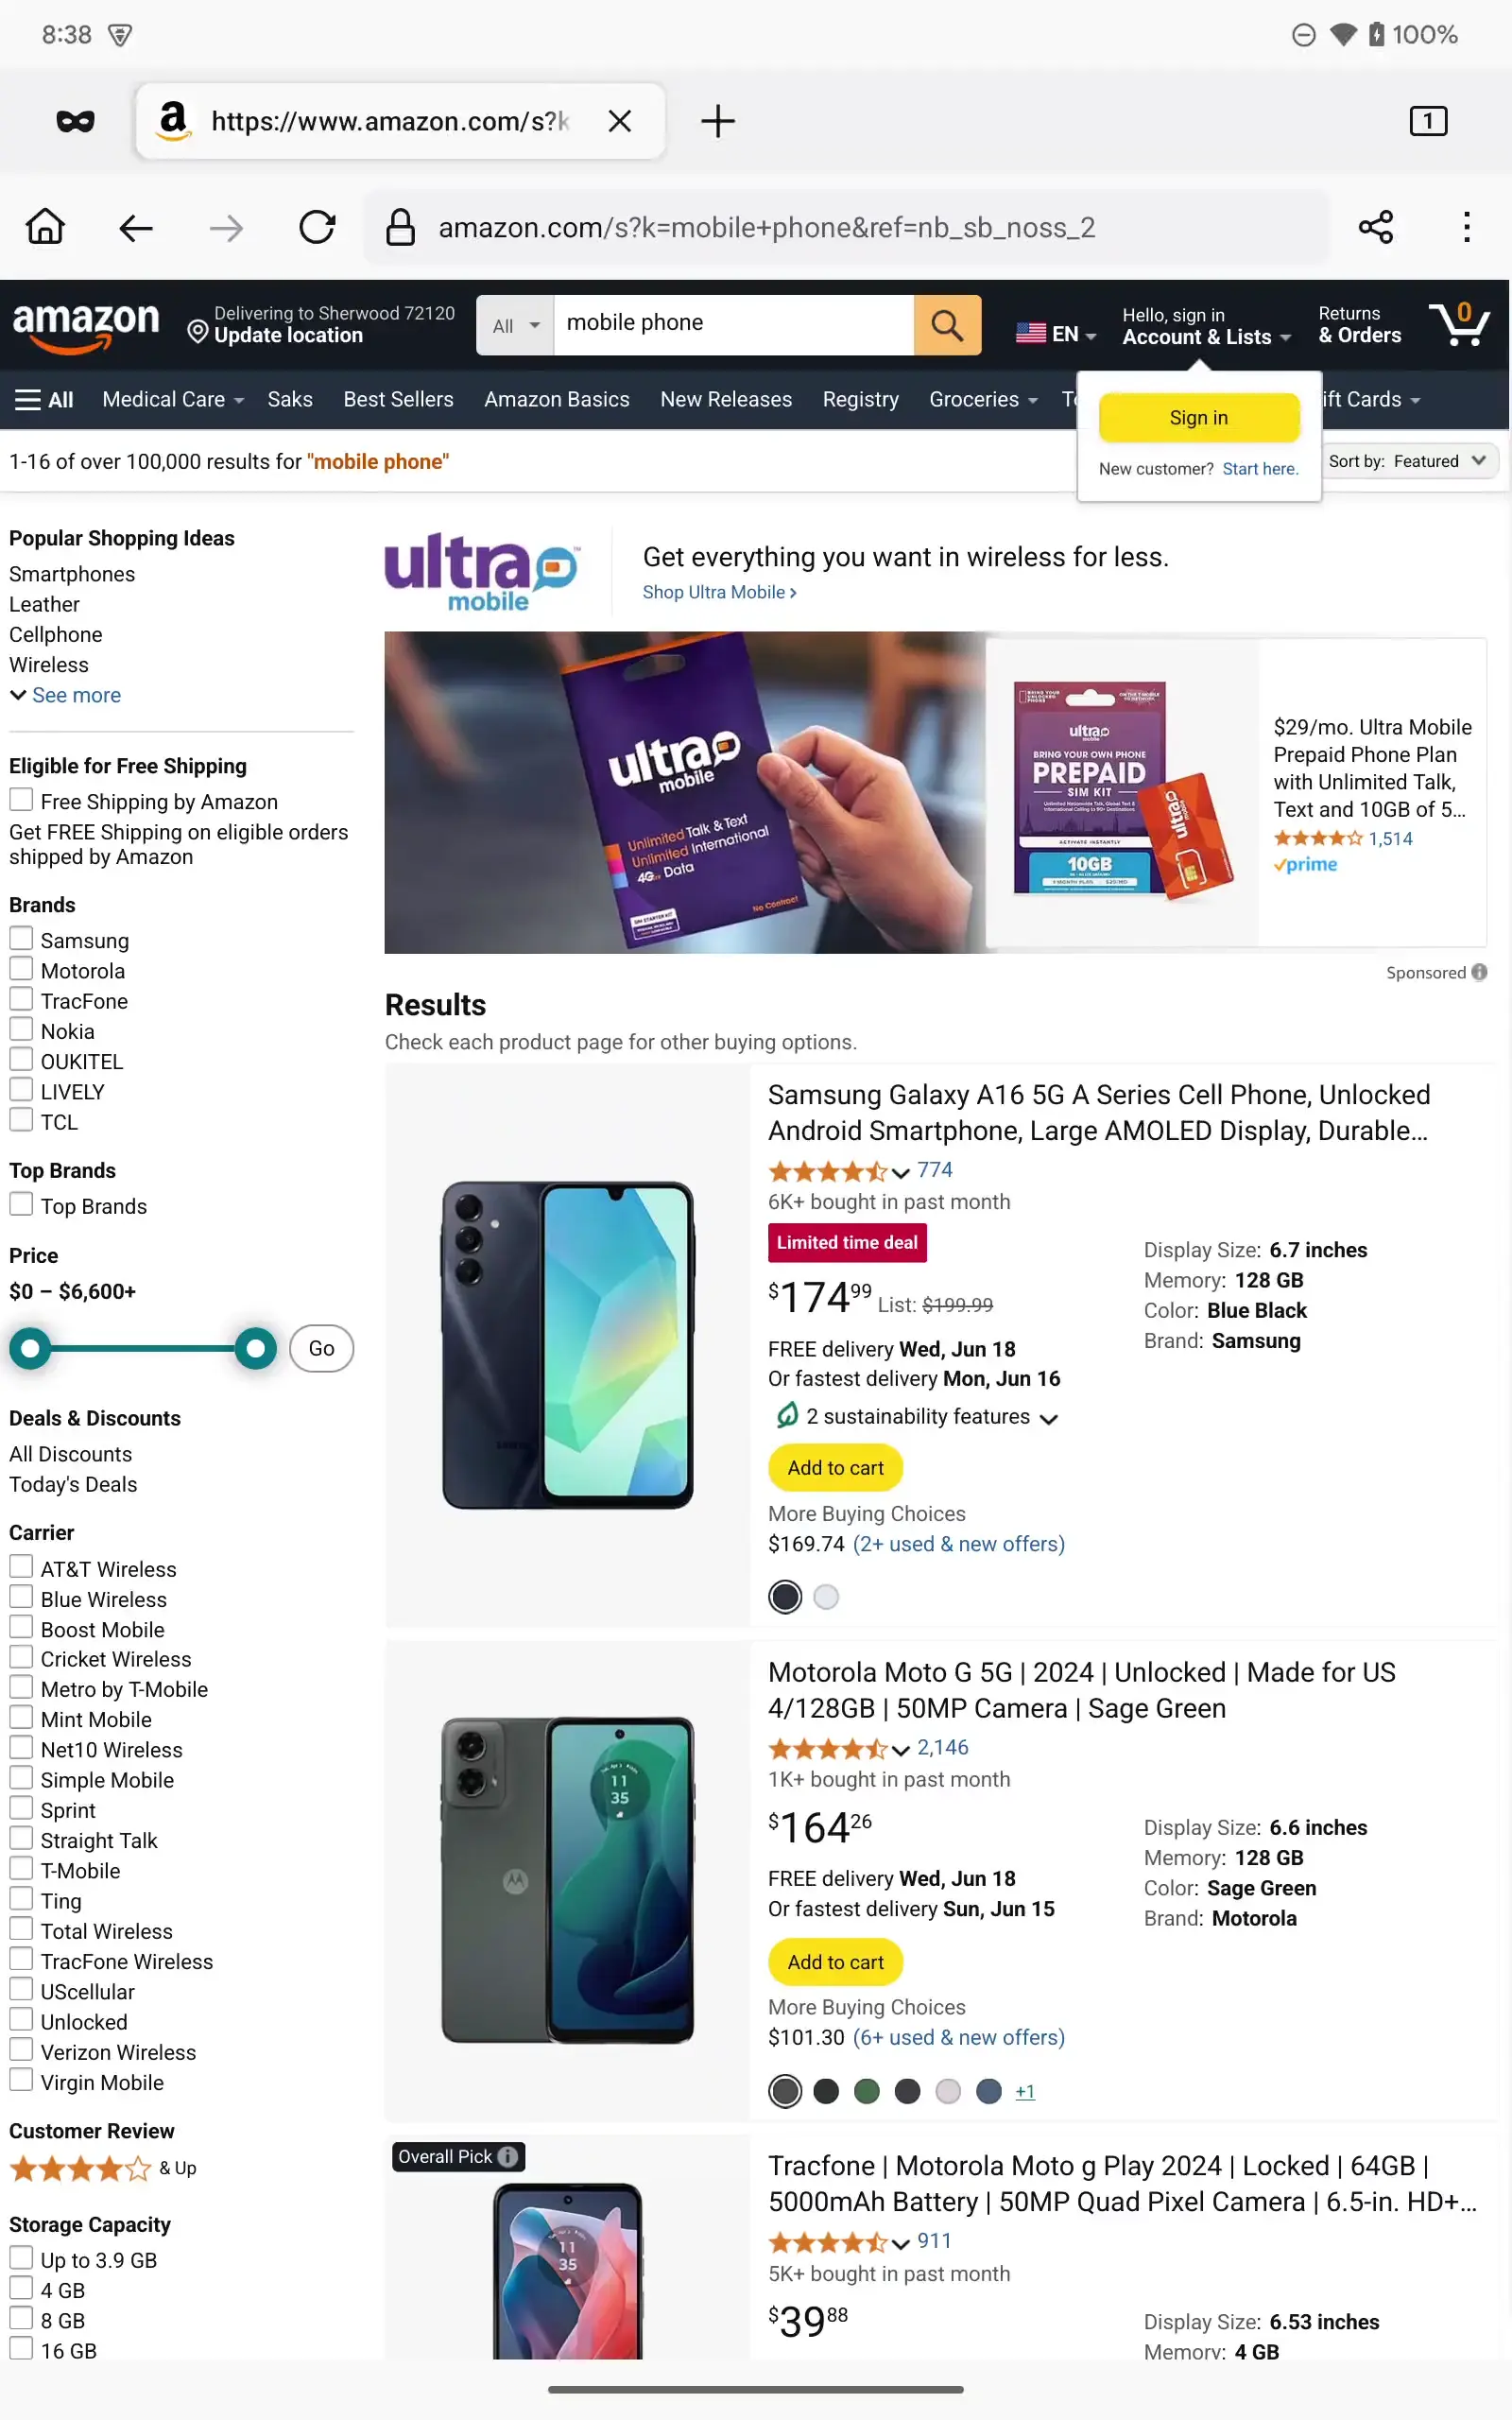 8:38
100%
https://www.amazon.com/s?k
1
amazon.com/s?k=mobile+phone&ref=nb_sb_noss_2
amazon
Delivering to Sherwood 72120
Update location
All
mobile phone
EN
Hello, sign in
Account & Lists
Returns
& Orders
0
All
Medical Care
Saks
Best Sellers
Amazon Basics
New Releases
Registry
Groceries
ift Cards
Sign in
New customer? Start here.
1-16 of over 100,000 results for "mobile phone"
Sort by: Featured
Popular Shopping Ideas
Smartphones
Leather
Cellphone
Wireless
See more
Eligible for Free Shipping
Free Shipping by Amazon
Get FREE Shipping on eligible orders
shipped by Amazon
Brands
Samsung
Motorola
TracFone
Nokia
OUKITEL
LIVELY
TCL
Top Brands
Top Brands
Price
$0 – $6,600+
Go
Deals & Discounts
All Discounts
Today's Deals
Carrier
AT&T Wireless
Blue Wireless
Boost Mobile
Cricket Wireless
Metro by T-Mobile
Mint Mobile
Net10 Wireless
Simple Mobile
Sprint
Straight Talk
T-Mobile
Ting
Total Wireless
TracFone Wireless
UScellular
Unlocked
Verizon Wireless
Virgin Mobile
Customer Review
& Up
Storage Capacity
Up to 3.9 GB
4 GB
8 GB
16 GB
ultra
mobile
Get everything you want in wireless for less.
Shop Ultra Mobile ›
ultra
mobile
Unlimited Talk & Text
Unlimited International
4G Data
No Contract
ultra
mobile
BRING YOUR OWN PHONE
PREPAID
SIM KIT
ACTIVATE INSTANTLY
10GB
ultra
$29/mo. Ultra Mobile
Prepaid Phone Plan
with Unlimited Talk,
Text and 10GB of 5…
1,514
prime
Sponsored
Results
Check each product page for other buying options.
Samsung Galaxy A16 5G A Series Cell Phone, Unlocked
Android Smartphone, Large AMOLED Display, Durable…
774
6K+ bought in past month
Limited time deal
$174 99 List: $199.99
FREE delivery Wed, Jun 18
Or fastest delivery Mon, Jun 16
2 sustainability features
Add to cart
More Buying Choices
$169.74 (2+ used & new offers)
Display Size: 6.7 inches
Memory: 128 GB
Color: Blue Black
Brand: Samsung
11
35
Motorola Moto G 5G | 2024 | Unlocked | Made for US
4/128GB | 50MP Camera | Sage Green
2,146
1K+ bought in past month
$164 26
FREE delivery Wed, Jun 18
Or fastest delivery Sun, Jun 15
Add to cart
More Buying Choices
$101.30 (6+ used & new offers)
+1
Display Size: 6.6 inches
Memory: 128 GB
Color: Sage Green
Brand: Motorola
Overall Pick
11
35
Tracfone | Motorola Moto g Play 2024 | Locked | 64GB |
5000mAh Battery | 50MP Quad Pixel Camera | 6.5-in. HD+…
911
5K+ bought in past month
$39 88
Display Size: 6.53 inches
Memory: 4 GB